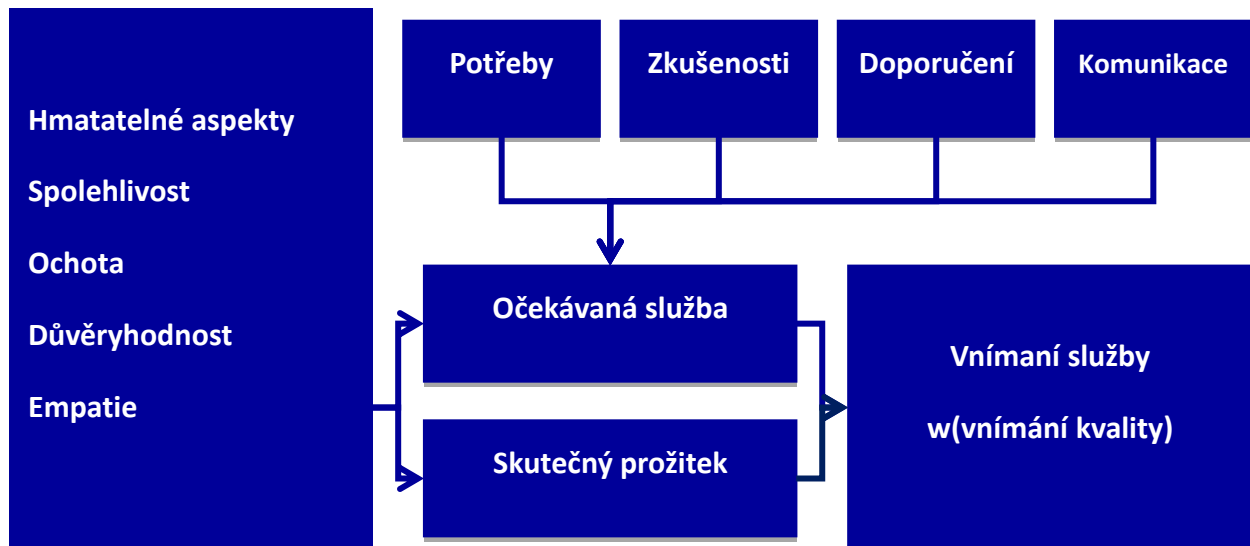 Hmatatelné aspekty
Spolehlivost
Ochota
Důvěryhodnost
Empatie
Potřeby
Zkušenosti
Doporučení
Komunikace
Očekávaná služba
Skutečný prožitek
Vnímaní služby
w(vnímání kvality)